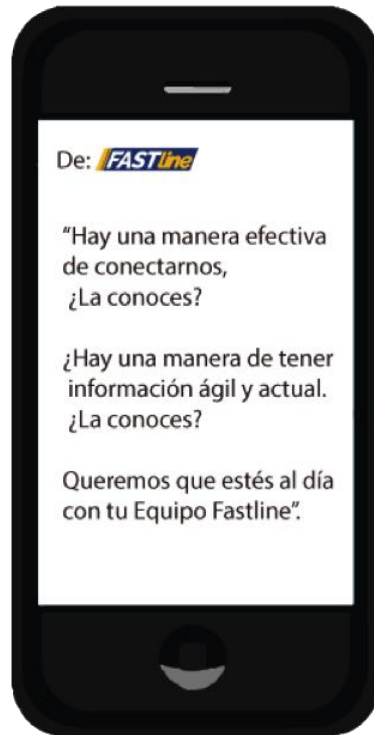 De: FASTline
“Hay una manera efectiva
de conectarnos,
¿La conoces?
¿Hay una manera de tener
información ágil y actual.
¿La conoces?
Queremos que estés al día
con tu Equipo Fastline”.